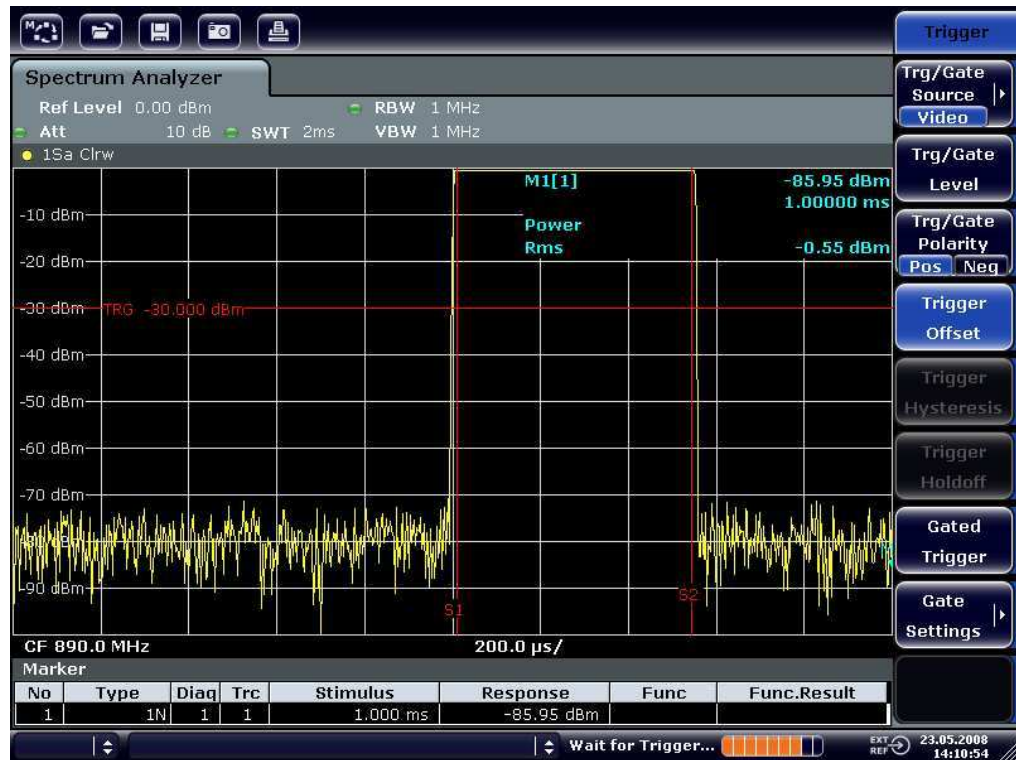 Trigger
Spectrum Analyzer
Ref Level 0.00 dBm RBW 1 MHz
Att 10 dB SWT 2ms VBW 1 MHz
1Sa Clrw
M1[1] -85.95 dBm
1.00000 ms
Power
Rms -0.55 dBm
-10 dBm
-20 dBm
-30 dBm TRG -30.000 dBm
-40 dBm
-50 dBm
-60 dBm
-70 dBm
-90 dBm
S1 S2
CF 890.0 MHz 200.0 µs/
Marker
No Type Diag Trc Stimulus Response Func Func.Result
1 1N 1 1 1.000 ms -85.95 dBm
Wait for Trigger... EXT REF 23.05.2008
14:10:54
Trg/Gate
Source
Video
Trg/Gate
Level
Trg/Gate
Polarity
Pos Neg
Trigger
Offset
Trigger
Hysteresis
Trigger
Holdoff
Gated
Trigger
Gate
Settings